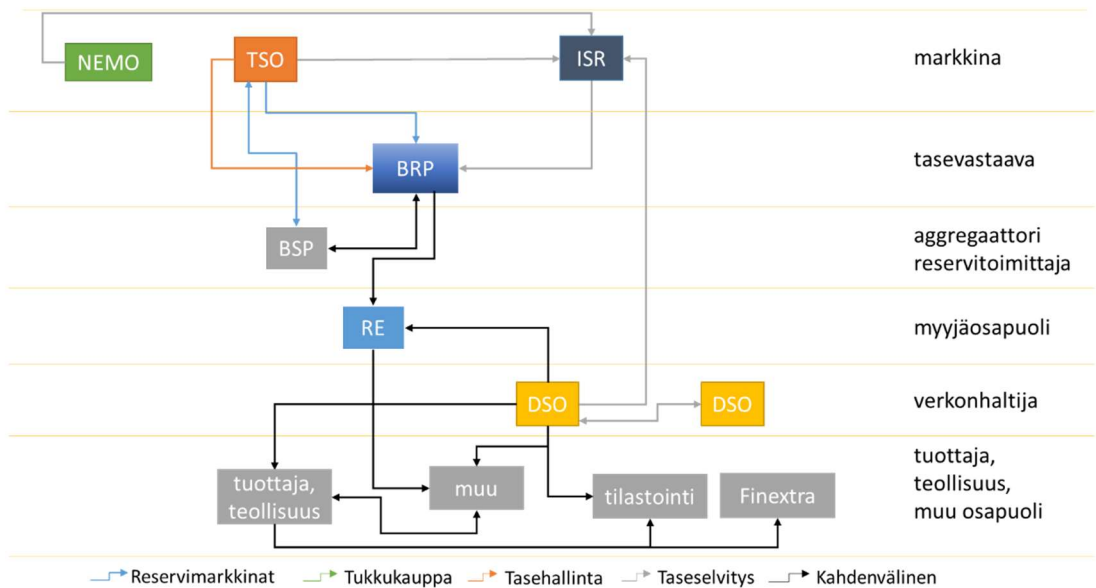 NEMO
TSO
ISR
markkina
BRP
tasevastaava
BSP
aggregaattori
reservitoimittaja
RE
myyjäosapuoli
DSO
DSO
verkonhaltija
tuottaja,
teollisuus
muu
tilastointi
Finextra
tuottaja,
teollisuus,
muu osapuoli
Reservimarkkinat
Tukkukauppa
Tasehallinta
Taseselvitys
Kahdenvälinen